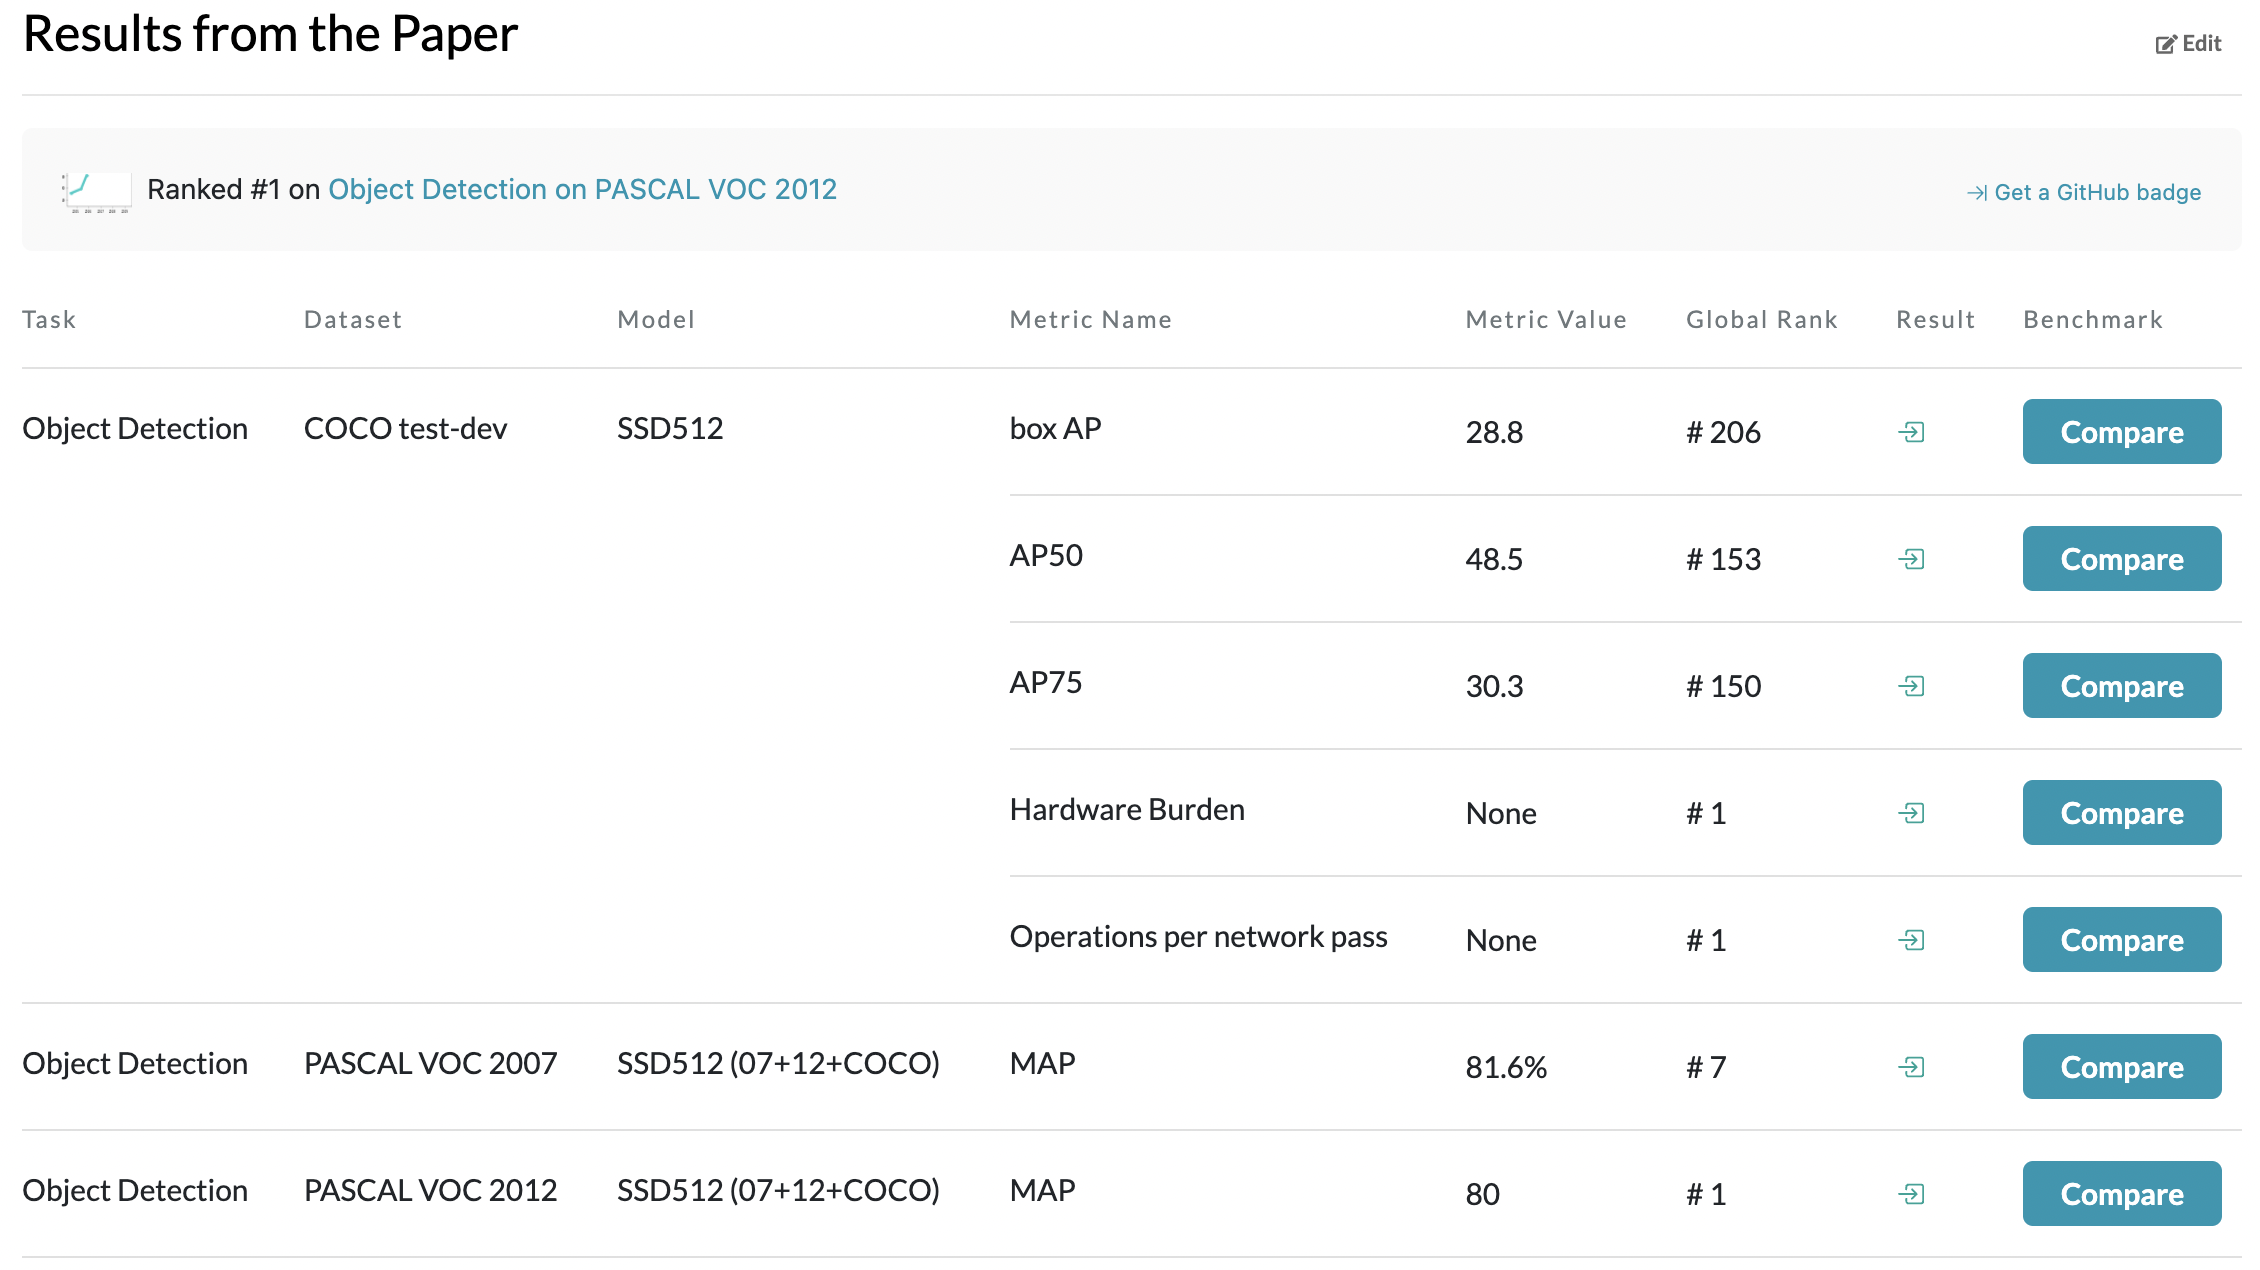 Results from the Paper
Edit
Ranked #1 on Object Detection on PASCAL VOC 2012
Get a GitHub badge
Task Dataset Model Metric Name Metric Value Global Rank Result Benchmark
Object Detection COCO test-dev SSD512 box AP 28.8 # 206 Compare
AP50 48.5 # 153 Compare
AP75 30.3 # 150 Compare
Hardware Burden None # 1 Compare
Operations per network pass None # 1 Compare
Object Detection PASCAL VOC 2007 SSD512 (07+12+COCO) MAP 81.6% # 7 Compare
Object Detection PASCAL VOC 2012 SSD512 (07+12+COCO) MAP 80 # 1 Compare